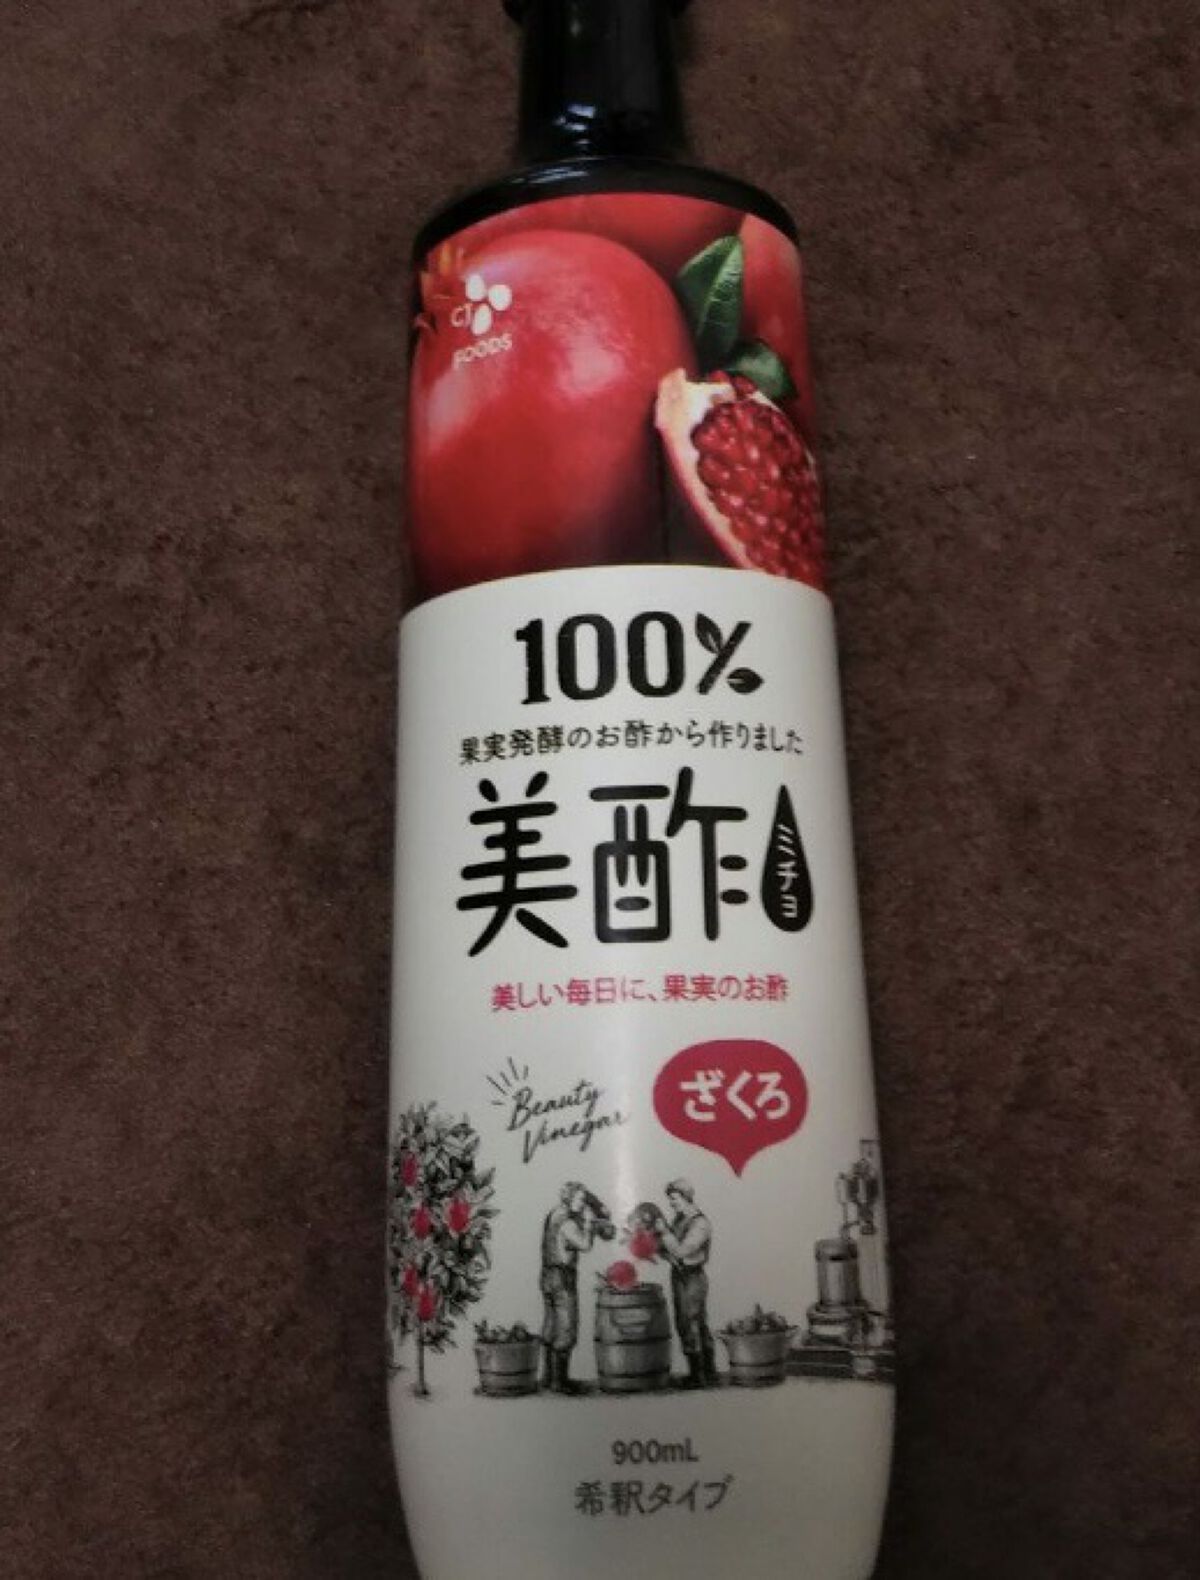 CJ
FOODS
100%
果実発酵のお酢から作りました
美酢
ミチョ
美しい毎日に、果実のお酢
Beauty
Vinegar
ざくろ
900mL
希釈タイプ